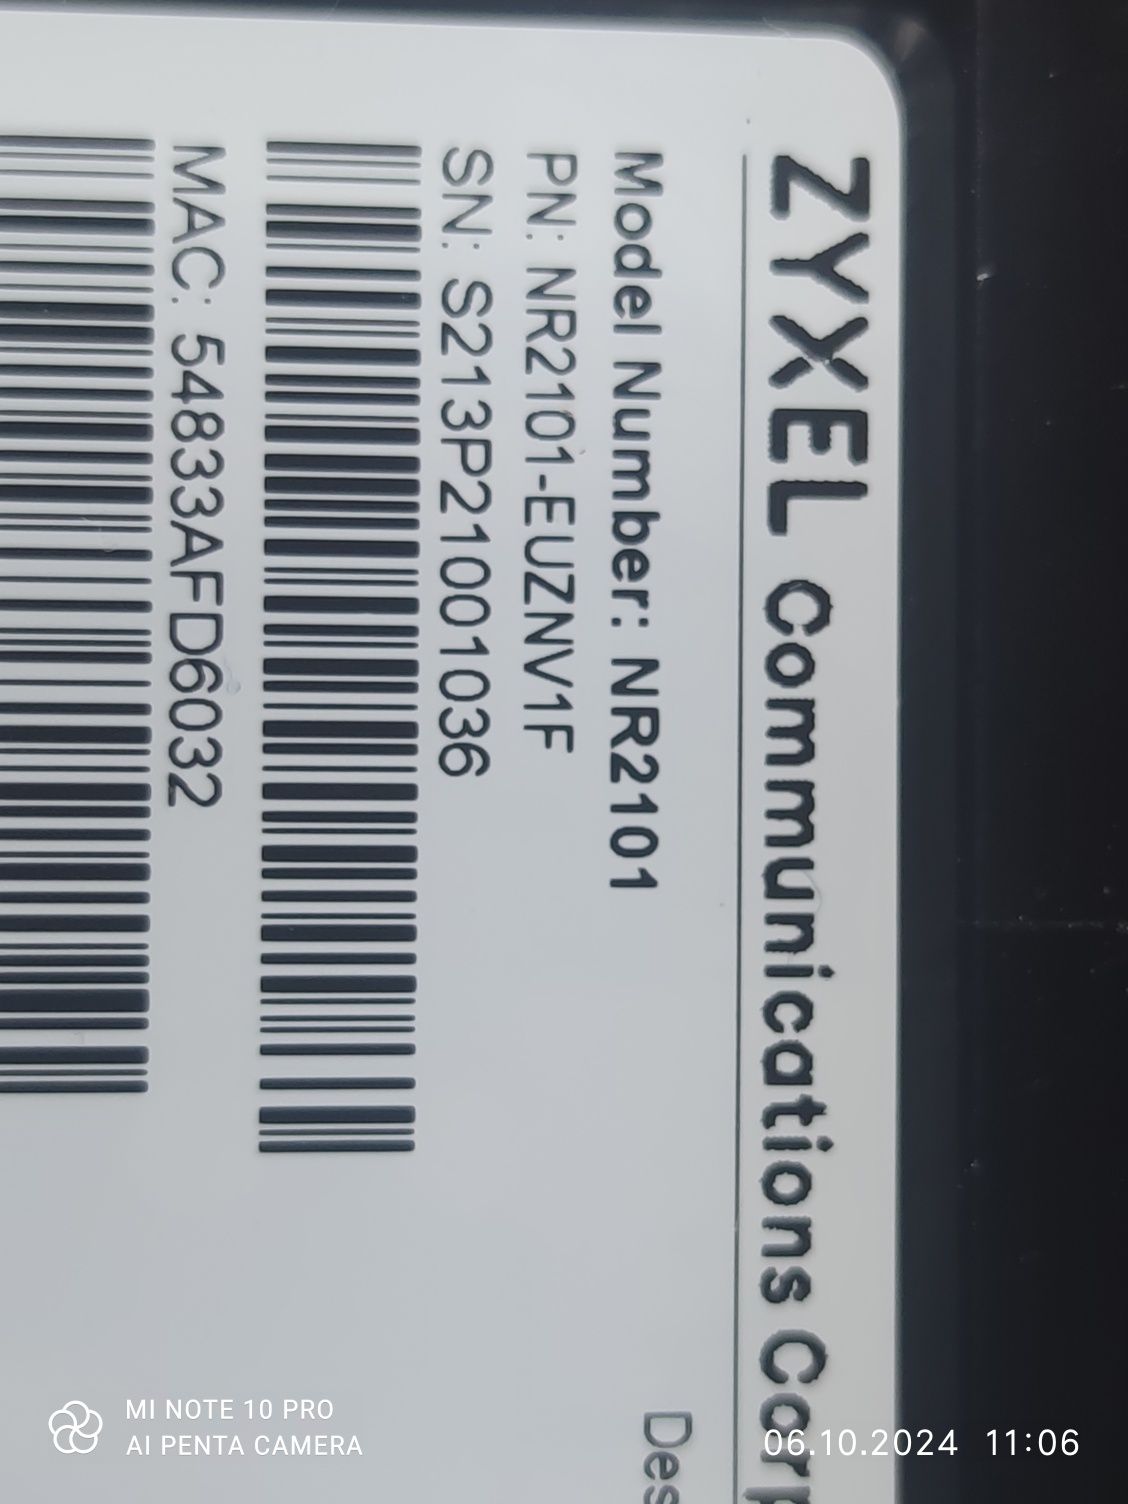 ZYXEL Communications Corp
Model Number: NR2101
PN: NR2101-EUZNV1F
SN: S213P21001036
MAC: 54833AFD6032
MI NOTE 10 PRO
AI PENTA CAMERA
06.10.2024 11:06